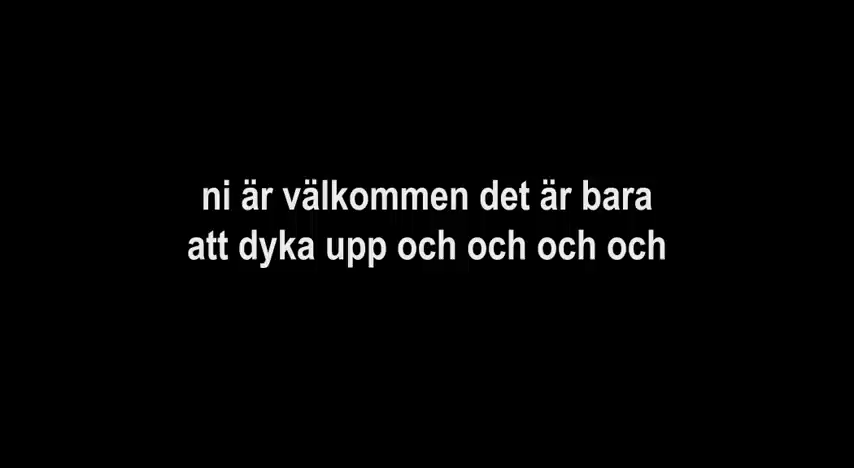 ni är välkommen det är bara
att dyka upp och och och och